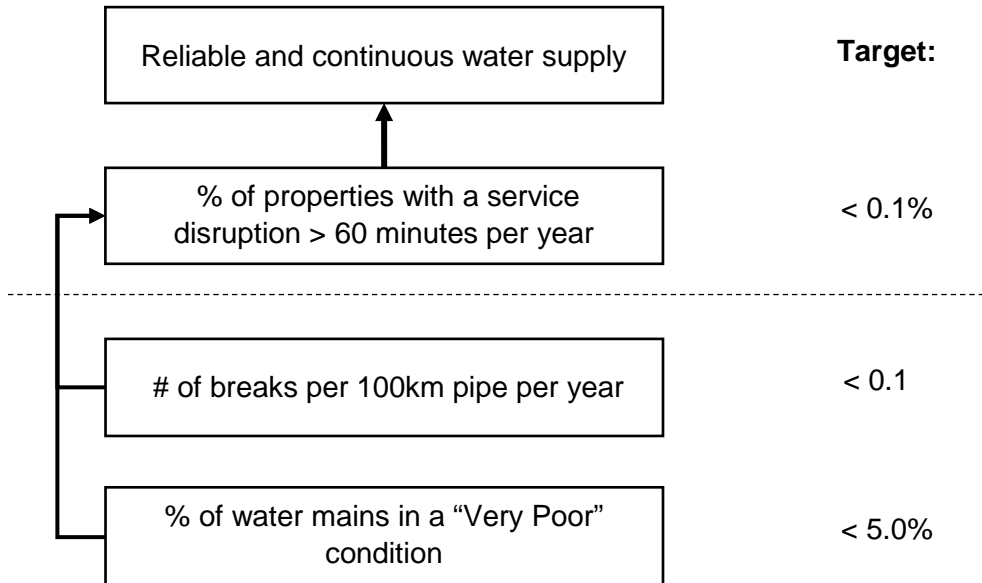 Reliable and continuous water supply
Target:
% of properties with a service
disruption > 60 minutes per year
< 0.1%
# of breaks per 100km pipe per year
< 0.1
% of water mains in a “Very Poor”
condition
< 5.0%